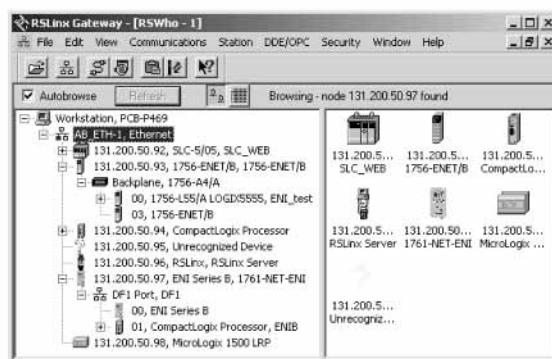 RSLinx Gateway - [RSWho - 1]
File Edit View Communications Station DDE/OPC Security Window Help
Autobrowse Refresh Browsing - node 131.200.50.97 found
Workstation, PCB-P469
AB_ETH-1, Ethernet
131.200.50.92, SLC-5/05, SLC_WEB
131.200.50.93, 1756-ENET/B, 1756-ENET/B
Backplane, 1756-A4/A
00, 1756-L55/A LOGIX5555, ENI_test
03, 1756-ENET/B
131.200.50.94, CompactLogix Processor
131.200.50.95, Unrecognized Device
131.200.50.96, RSLinx, RSLinx Server
131.200.50.97, ENI Series B, 1761-NET-ENI
DF1 Port, DF1
00, ENI Series B
01, CompactLogix Processor, ENIB
131.200.50.98, MicroLogix 1500 LRP
131.200.5... 131.200.5... 131.200.5...
SLC_WEB 1756-ENET/B CompactLo...
131.200.5... 131.200.5... 131.200.5...
RSLinx Server 1761-NET-ENI MicroLogix ...
131.200.5...
Unrecogniz...